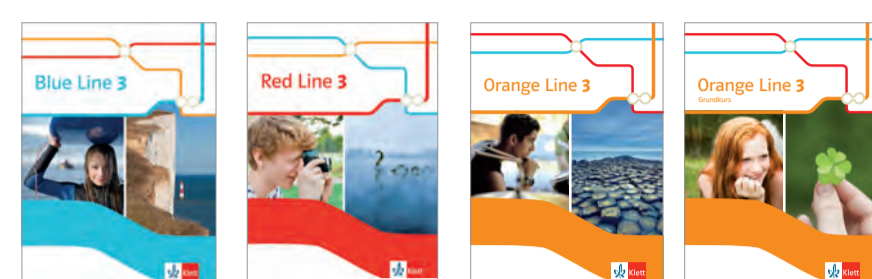 Blue Line 3
Klett
Red Line 3
Klett
Orange Line 3
Klett
Orange Line 3
Grundkurs
Klett